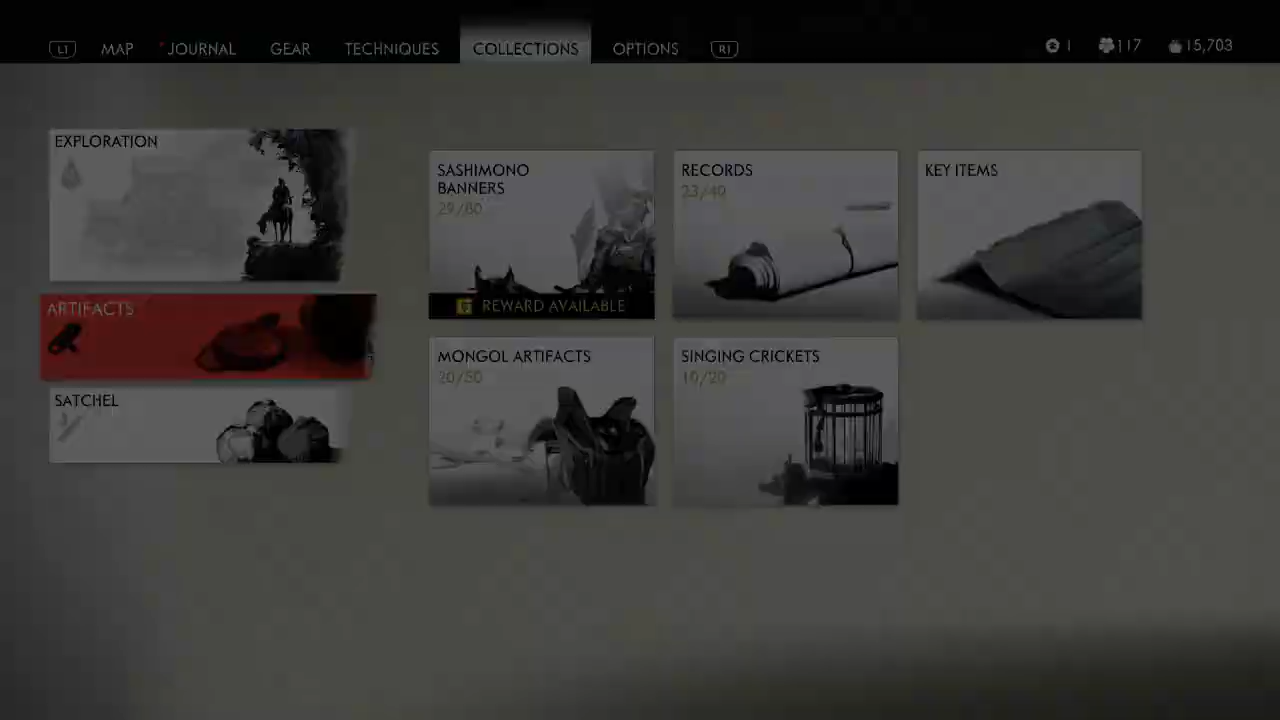 L1 MAP JOURNAL GEAR TECHNIQUES COLLECTIONS OPTIONS R1 1 117 15,703
EXPLORATION
ARTIFACTS
SATCHEL
SASHIMONO
BANNERS
29/80
REWARD AVAILABLE
RECORDS
23/40
KEY ITEMS
MONGOL ARTIFACTS
20/50
SINGING CRICKETS
10/20